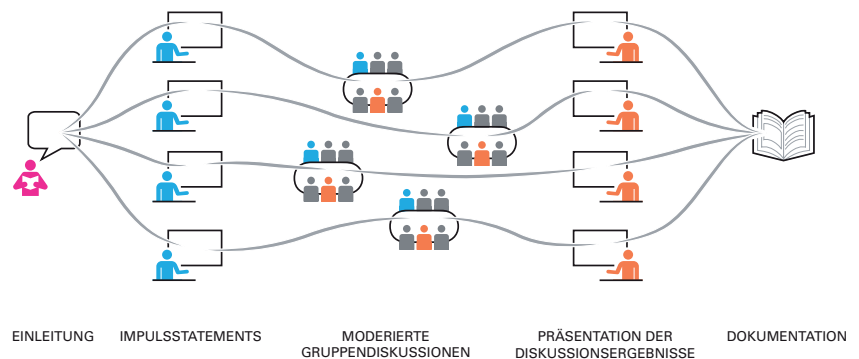 EINLEITUNG
IMPULSSTATEMENTS
MODERIERTE
GRUPPENDISKUSSIONEN
PRÄSENTATION DER
DISKUSSIONSERGEBNISSE
DOKUMENTATION